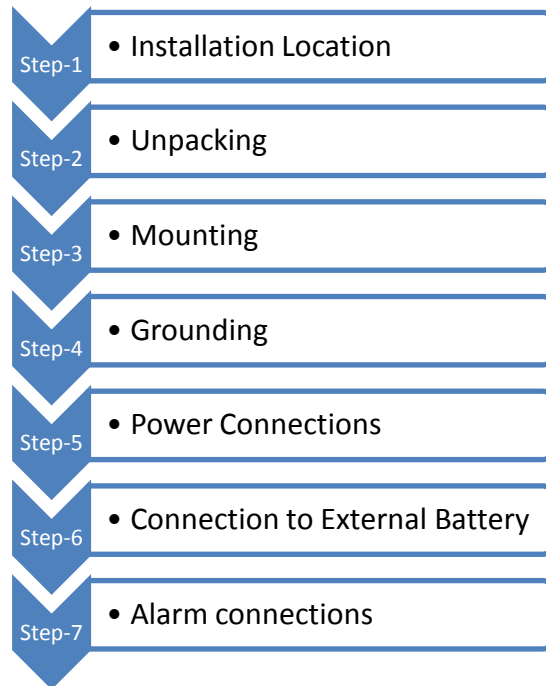 Step-1
• Installation Location
Step-2
• Unpacking
Step-3
• Mounting
Step-4
• Grounding
Step-5
• Power Connections
Step-6
• Connection to External Battery
Step-7
• Alarm connections